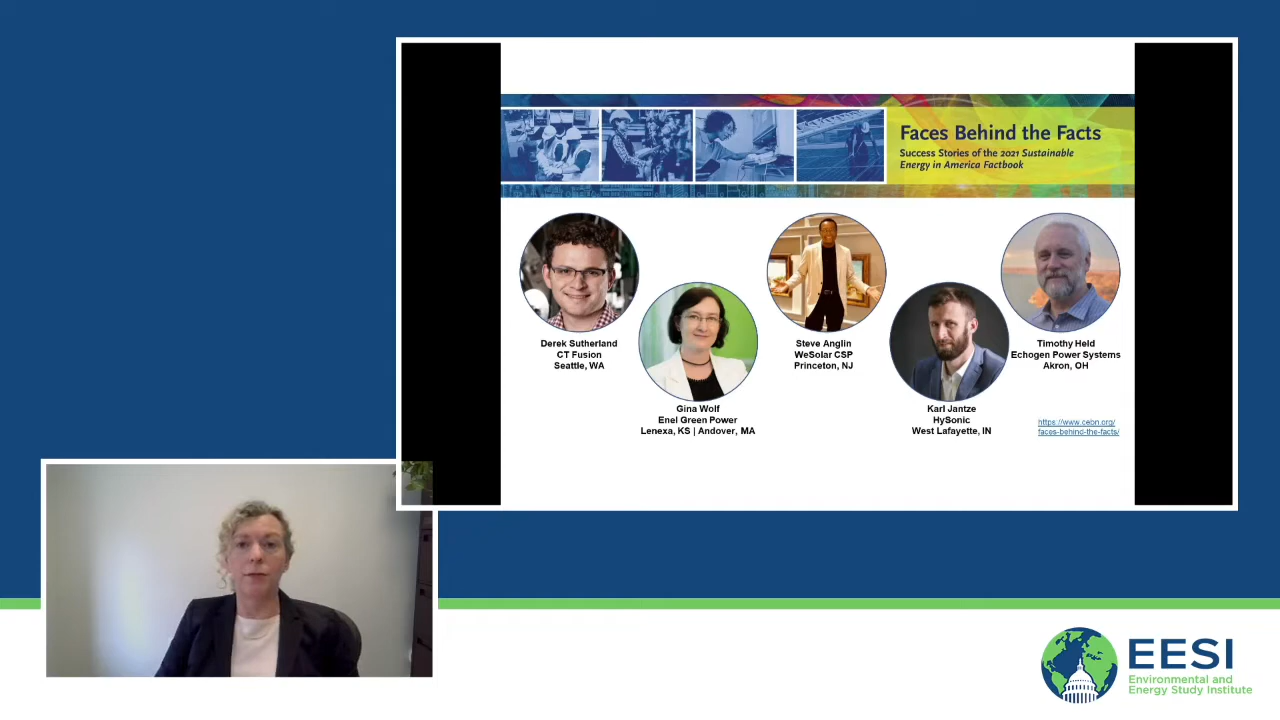 Faces Behind the Facts
Success Stories of the 2021 Sustainable
Energy in America Factbook
Derek Sutherland
CT Fusion
Seattle, WA
Gina Wolf
Enel Green Power
Lenexa, KS | Andover, MA
Steve Anglin
WeSolar CSP
Princeton, NJ
Karl Jantze
HySonic
West Lafayette, IN
Timothy Held
Echogen Power Systems
Akron, OH
https://www.cebn.org/
faces-behind-the-facts/
EESI
Environmental and
Energy Study Institute